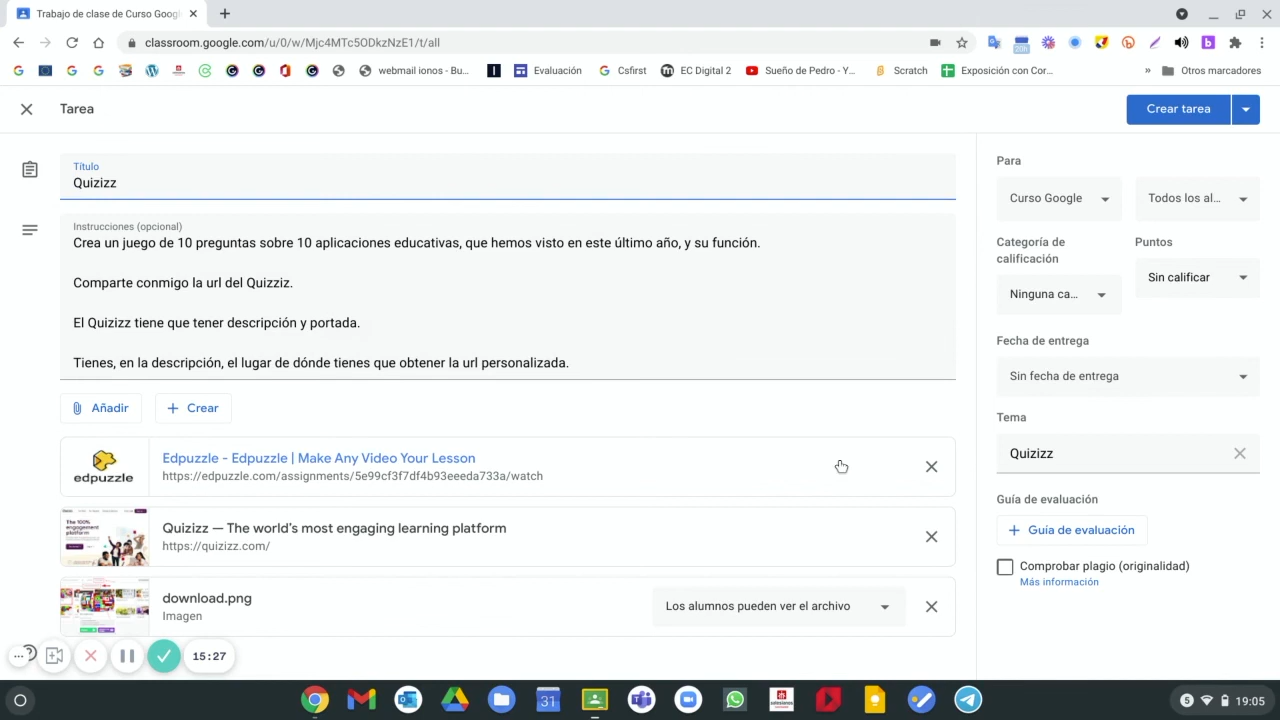 Trabajo de clase de Curso Googl
classroom.google.com/u/0/w/Mjc4MTc5ODkzNzE1/t/all
20h
webmail ionos - Bu...
Evaluación
Csfirst
EC Digital 2
Sueño de Pedro - Y...
Scratch
Exposición con Cor...
»
Otros marcadores
Tarea
Crear tarea
Título
Quizizz
Instrucciones (opcional)
Crea un juego de 10 preguntas sobre 10 aplicaciones educativas, que hemos visto en este último año, y su función.
Comparte conmigo la url del Quizziz.
El Quizizz tiene que tener descripción y portada.
Tienes, en la descripción, el lugar de dónde tienes que obtener la url personalizada.
Añadir
Crear
edpuzzle
Edpuzzle - Edpuzzle | Make Any Video Your Lesson
https://edpuzzle.com/assignments/5e99cf3f7df4b93eeeda733a/watch
The 100%
engagement
platform
Quizizz — The world's most engaging learning platform
https://quizizz.com/
download.png
Imagen
Los alumnos pueden ver el archivo
Para
Curso Google
Todos los al...
Categoría de
calificación
Puntos
Ninguna ca...
Sin calificar
Fecha de entrega
Sin fecha de entrega
Tema
Quizizz
Guía de evaluación
Guía de evaluación
Comprobar plagio (originalidad)
Más información
15:27
31
5
19:05